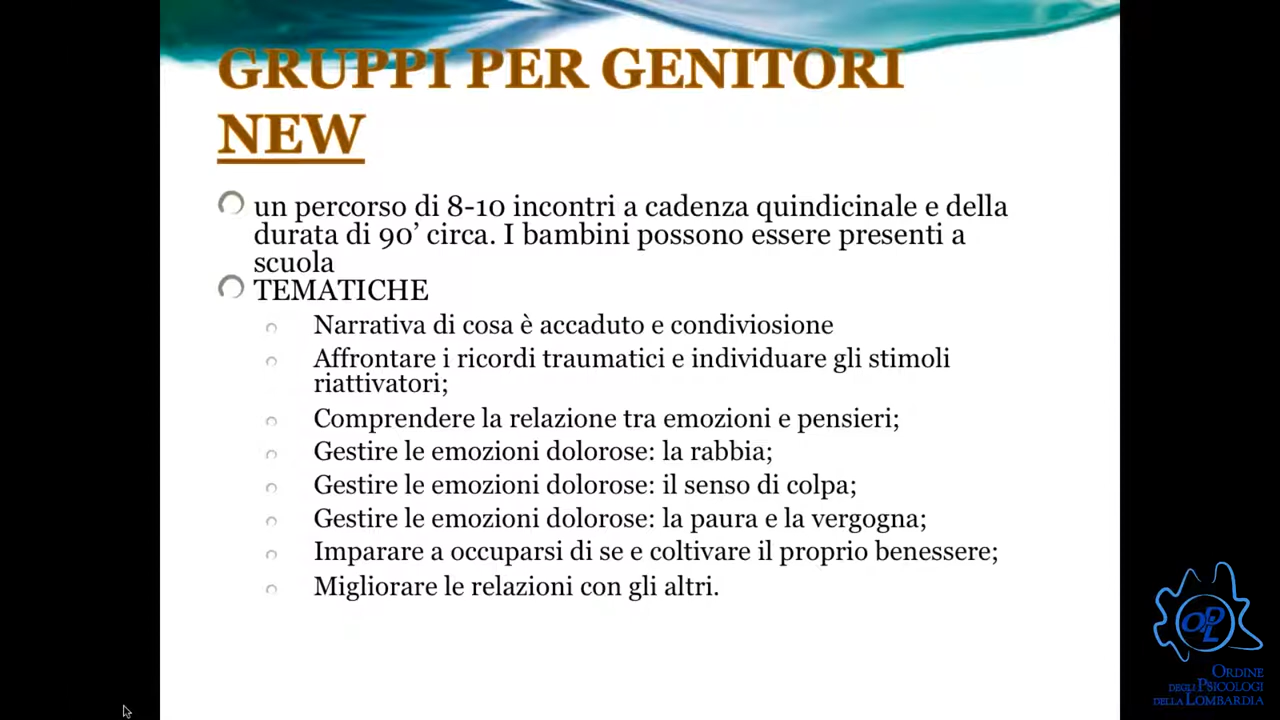 GRUPPI PER GENITORI
NEW
un percorso di 8-10 incontri a cadenza quindicinale e della
durata di 90’ circa. I bambini possono essere presenti a
scuola
TEMATICHE
Narrativa di cosa è accaduto e condiviosione
Affrontare i ricordi traumatici e individuare gli stimoli
riattivatori;
Comprendere la relazione tra emozioni e pensieri;
Gestire le emozioni dolorose: la rabbia;
Gestire le emozioni dolorose: il senso di colpa;
Gestire le emozioni dolorose: la paura e la vergogna;
Imparare a occuparsi di se e coltivare il proprio benessere;
Migliorare le relazioni con gli altri.
OPL
ORDINE
DEGLI PSICOLOGI
DELLA LOMBARDIA